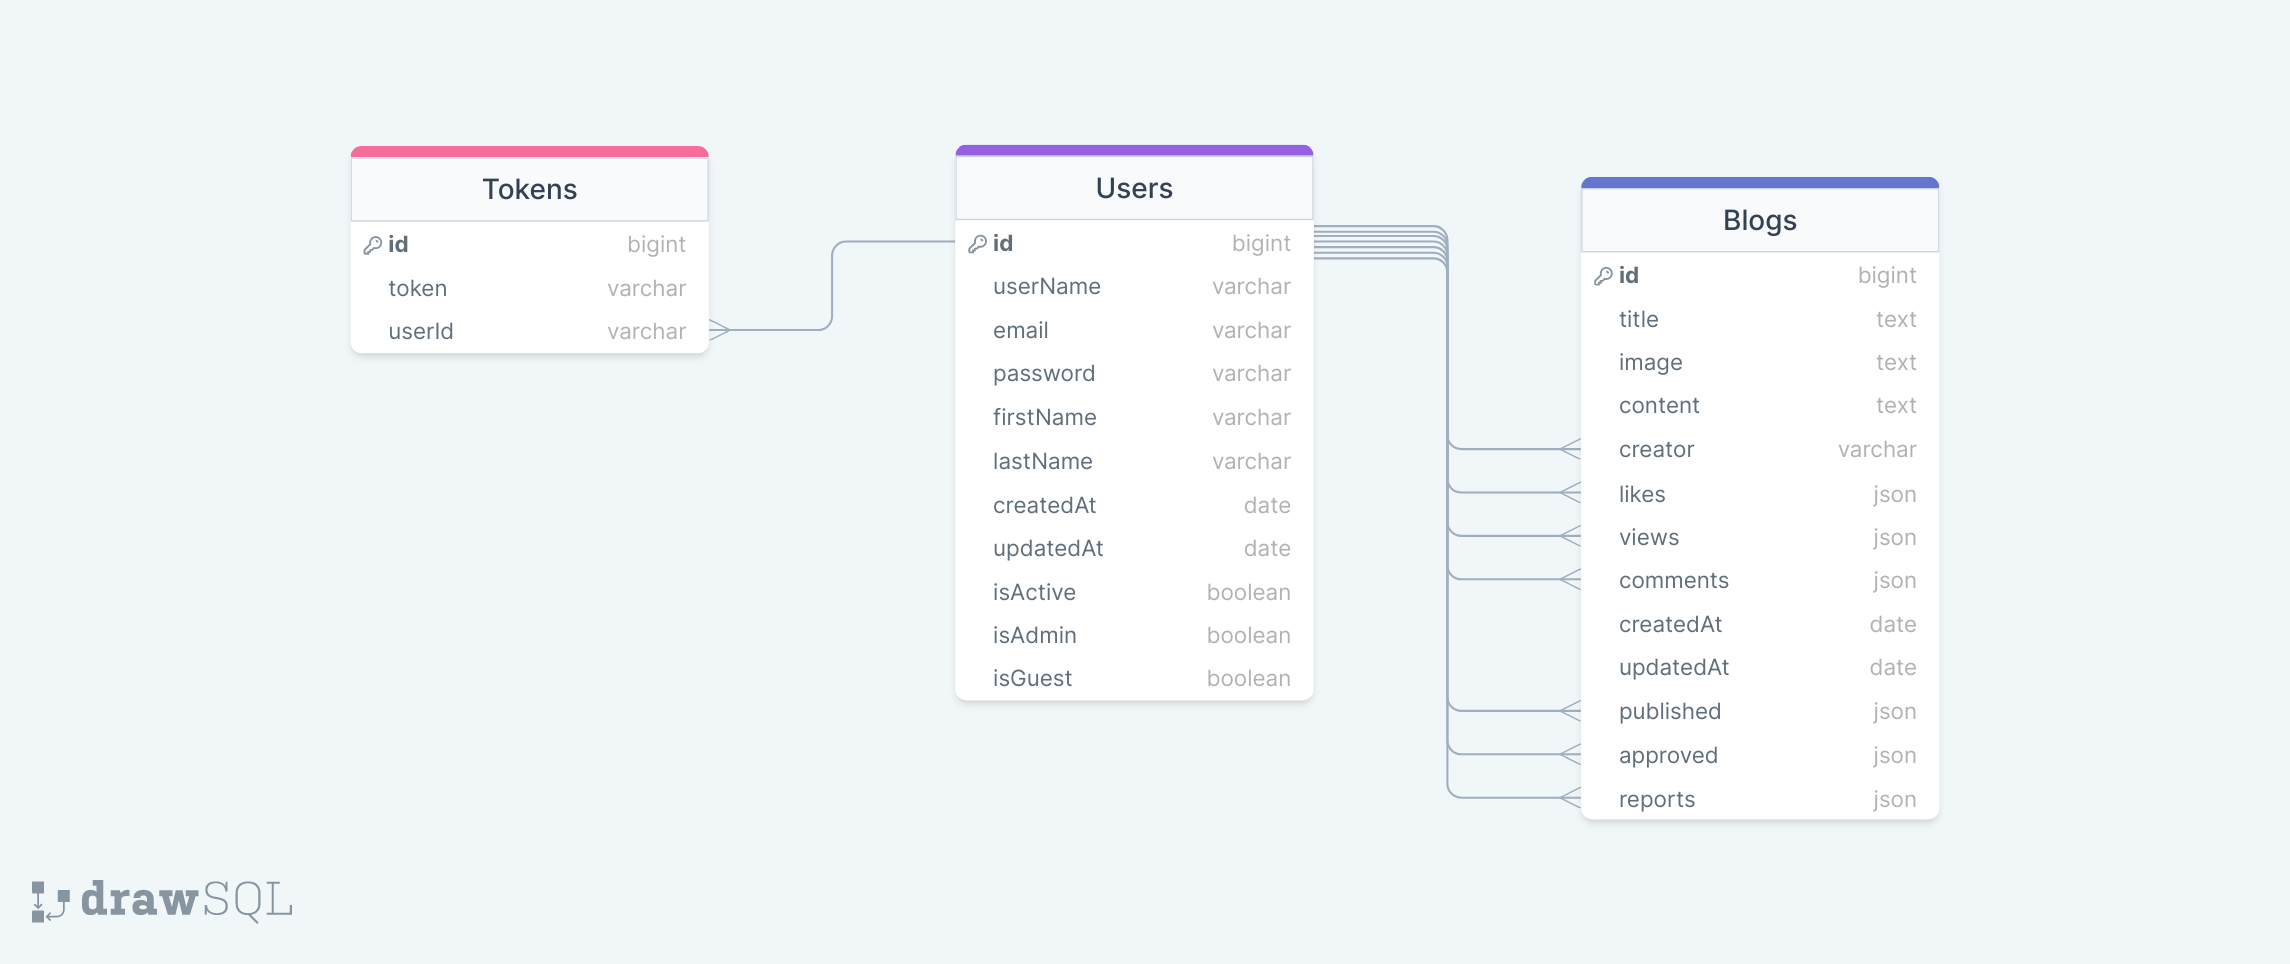 Tokens
id bigint
token varchar
userId varchar
Users
id bigint
userName varchar
email varchar
password varchar
firstName varchar
lastName varchar
createdAt date
updatedAt date
isActive boolean
isAdmin boolean
isGuest boolean
Blogs
id bigint
title text
image text
content text
creator varchar
likes json
views json
comments json
createdAt date
updatedAt date
published json
approved json
reports json
drawSQL